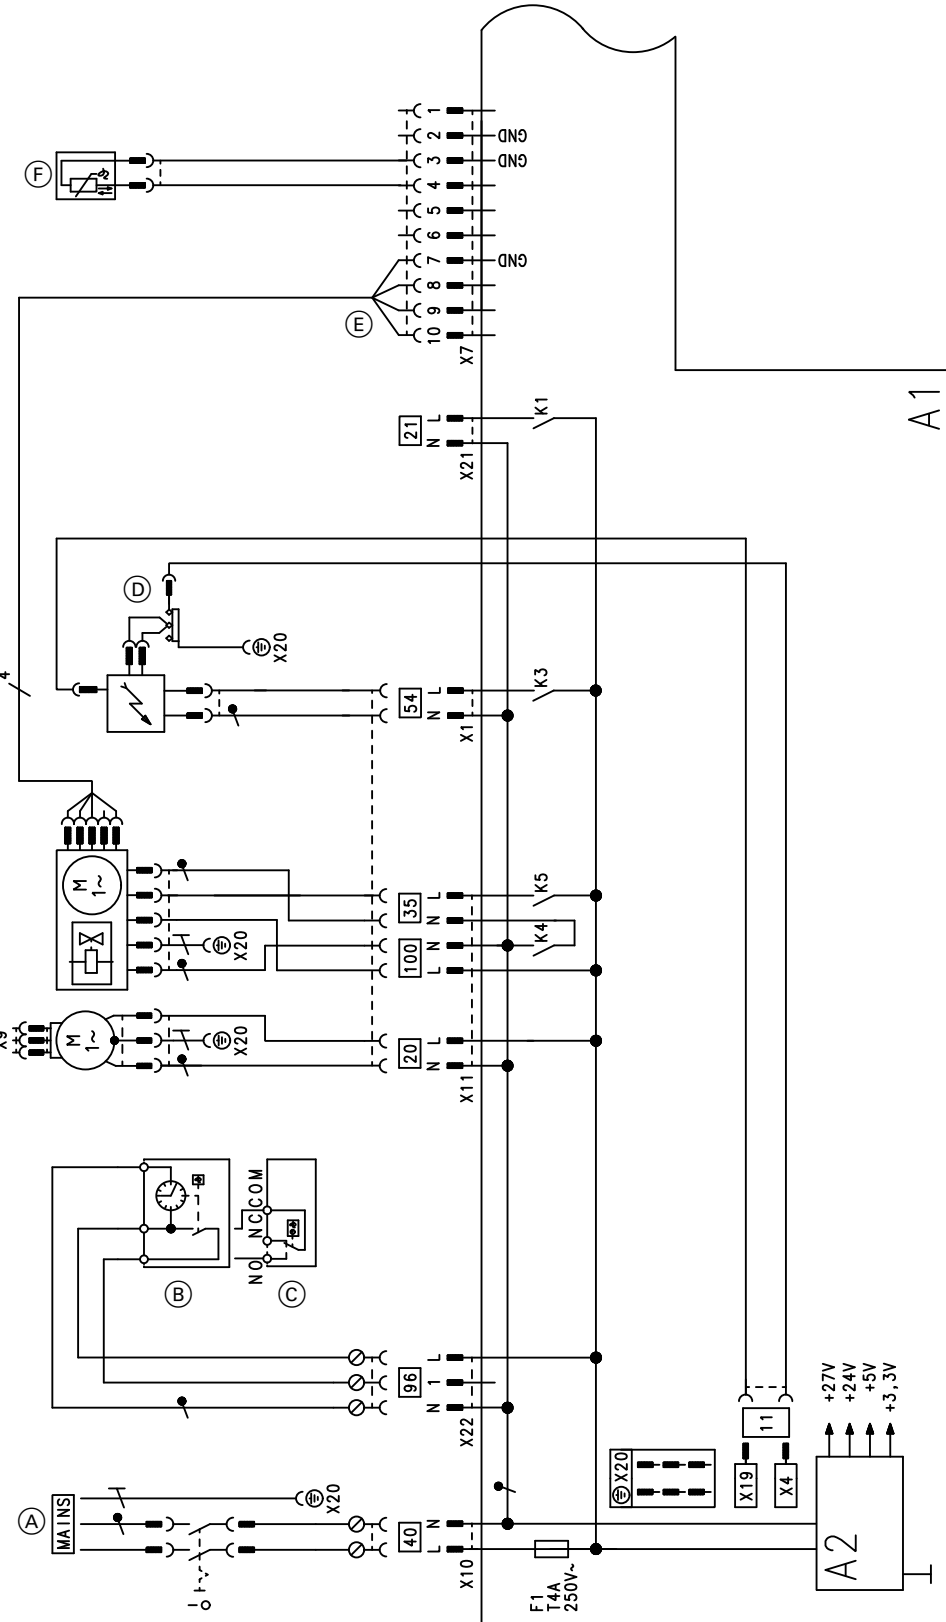 F
1
2
3
4
5
6
7
8
9
10
GND
GND
GND
E
X7
A1
21
L
N
X21
K1
D
X20
4
54
L
N
X1
K3
M
1~
X20
35
L
N
100
N
L
K5
K4
X9
M
1~
X20
20
L
N
X11
B
NO
NC
COM
C
96
L
1
N
X22
A
MAINS
X20
40
N
L
X10
F1
T4A
250V~
X20
11
X19
X4
+27V
+24V
+5V
+3,3V
A2